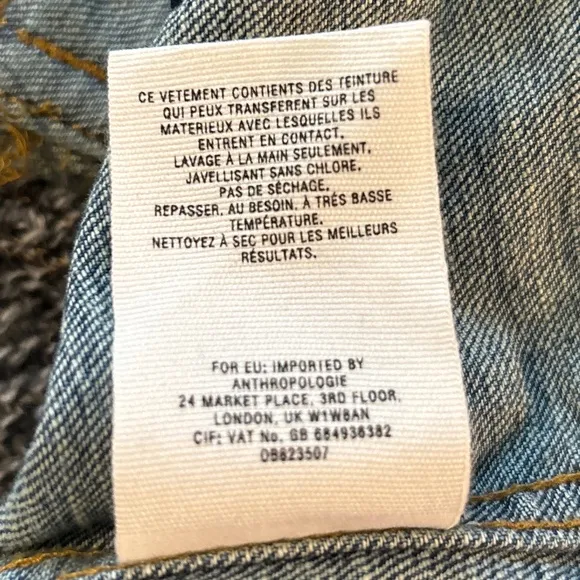 CE VETEMENT CONTIENTS DES TEINTURE
QUI PEUX TRANSFERENT SUR LES
MATERIEUX AVEC LESQUELLES ILS
ENTRENT EN CONTACT.
LAVAGE À LA MAIN SEULEMENT,
JAVELLISANT SANS CHLORE,
PAS DE SÉCHAGE,
REPASSER, AU BESOIN, À TRÉS BASSE
TEMPÉRATURE.
NETTOYEZ À SEC POUR LES MEILLEURS
RÉSULTATS.
FOR EU: IMPORTED BY
ANTHROPOLOGIE
24 MARKET PLACE, 3RD FLOOR,
LONDON, UK W1W8AN
CIF: VAT No. GB 684936382
OB823507